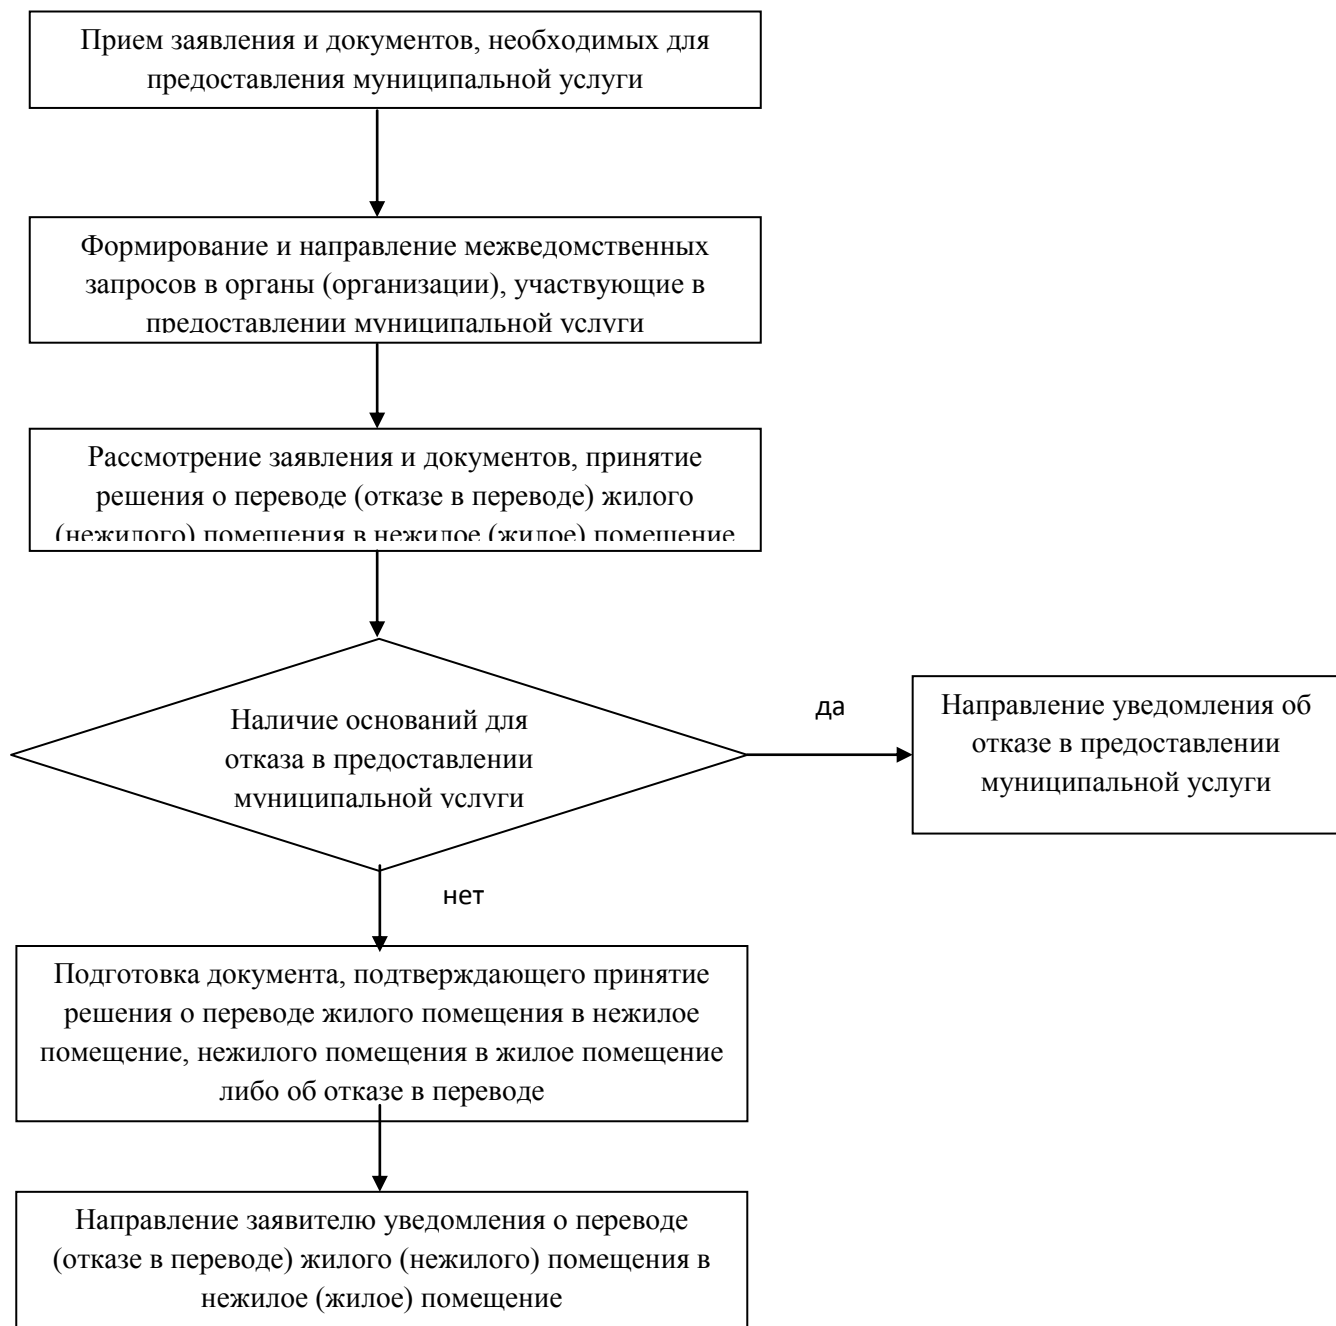 Прием заявления и документов, необходимых для
предоставления муниципальной услуги
Формирование и направление межведомственных
запросов в органы (организации), участвующие в
предоставлении муниципальной услуги
Рассмотрение заявления и документов, принятие
решения о переводе (отказе в переводе) жилого
(нежилого) помещения в нежилое (жилое) помещение
Наличие оснований для
отказа в предоставлении
муниципальной услуги
да
Направление уведомления об
отказе в предоставлении
муниципальной услуги
нет
Подготовка документа, подтверждающего принятие
решения о переводе жилого помещения в нежилое
помещение, нежилого помещения в жилое помещение
либо об отказе в переводе
Направление заявителю уведомления о переводе
(отказе в переводе) жилого (нежилого) помещения в
нежилое (жилое) помещение